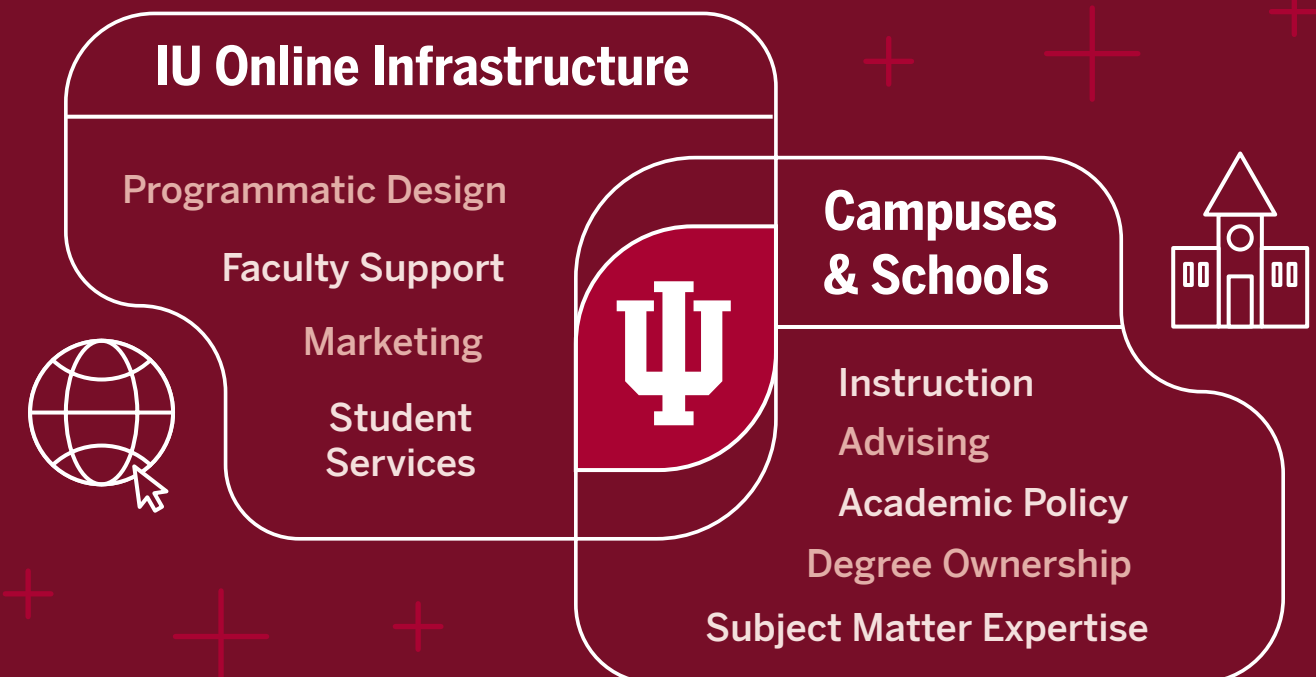 IU Online Infrastructure
Programmatic Design
Faculty Support
Marketing
Student
Services
Campuses
& Schools
Instruction
Advising
Academic Policy
Degree Ownership
Subject Matter Expertise